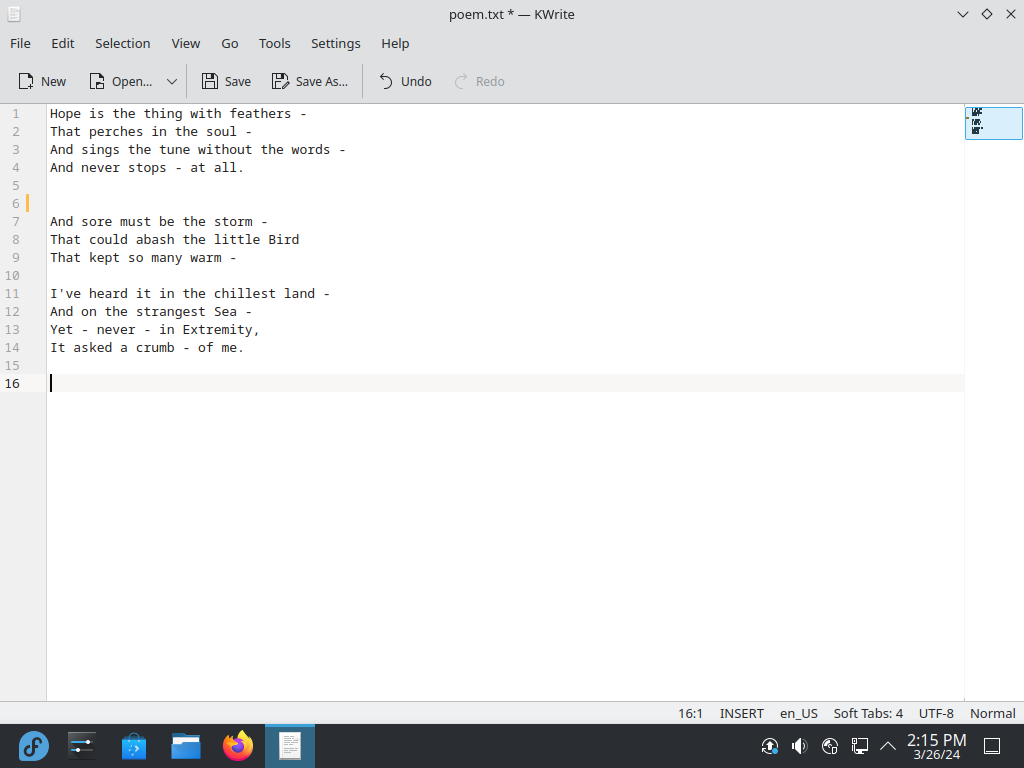 poem.txt * — KWrite
File Edit Selection View Go Tools Settings Help
New Open... Save Save As... Undo Redo
1 Hope is the thing with feathers -
2 That perches in the soul -
3 And sings the tune without the words -
4 And never stops - at all.
5
6
7 And sore must be the storm -
8 That could abash the little Bird
9 That kept so many warm -
10
11 I've heard it in the chillest land -
12 And on the strangest Sea -
13 Yet - never - in Extremity,
14 It asked a crumb - of me.
15
16
16:1 INSERT en_US Soft Tabs: 4 UTF-8 Normal
2:15 PM
3/26/24